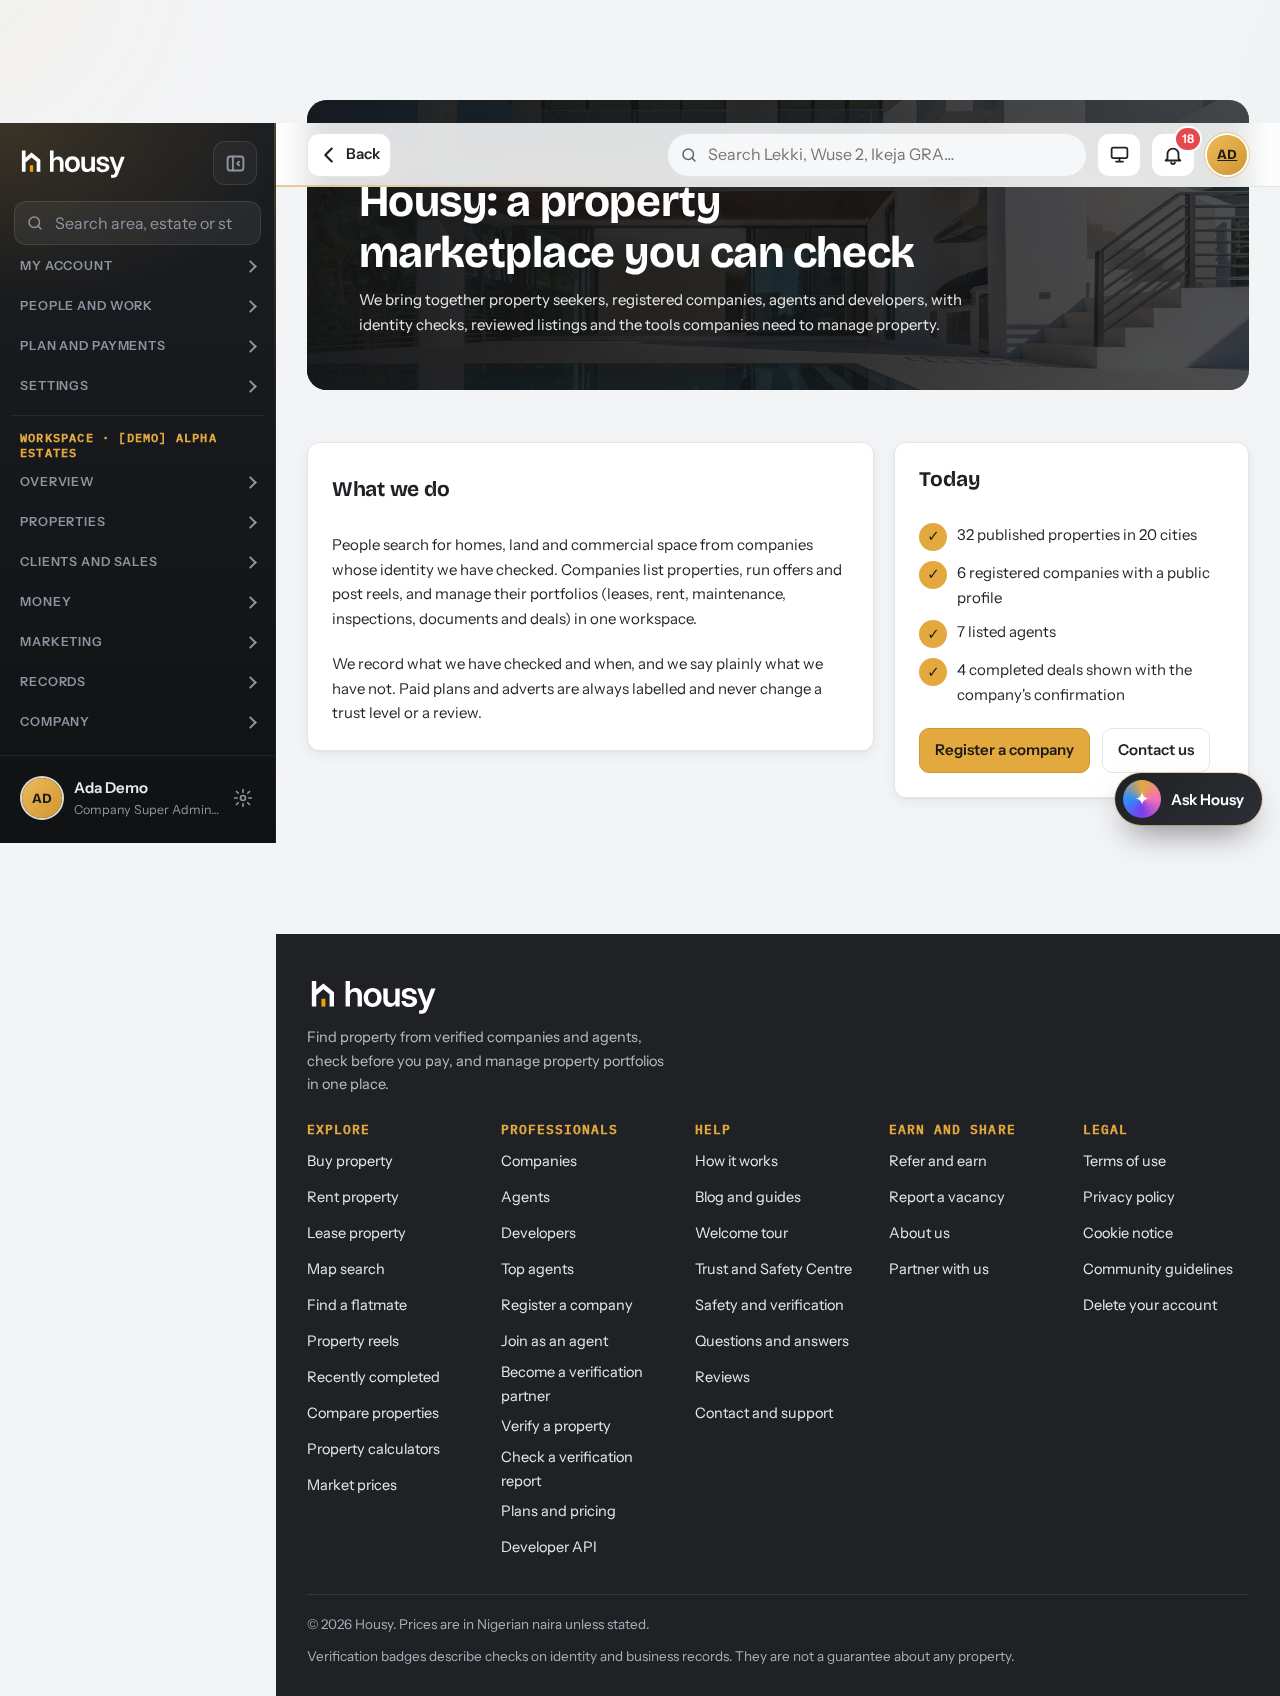 housy
Search area, estate or st
MY ACCOUNT
PEOPLE AND WORK
PLAN AND PAYMENTS
SETTINGS
WORKSPACE · [DEMO] ALPHA
ESTATES
OVERVIEW
PROPERTIES
CLIENTS AND SALES
MONEY
MARKETING
RECORDS
COMPANY
AD
Ada Demo
Company Super Admin...
Back
Search Lekki, Wuse 2, Ikeja GRA...
18
AD
Housy: a property
marketplace you can check
We bring together property seekers, registered companies, agents and developers, with
identity checks, reviewed listings and the tools companies need to manage property.
What we do
People search for homes, land and commercial space from companies
whose identity we have checked. Companies list properties, run offers and
post reels, and manage their portfolios (leases, rent, maintenance,
inspections, documents and deals) in one workspace.
We record what we have checked and when, and we say plainly what we
have not. Paid plans and adverts are always labelled and never change a
trust level or a review.
Today
✓ 32 published properties in 20 cities
✓ 6 registered companies with a public
profile
✓ 7 listed agents
✓ 4 completed deals shown with the
company's confirmation
Register a company
Contact us
Ask Housy
housy
Find property from verified companies and agents,
check before you pay, and manage property portfolios
in one place.
EXPLORE
Buy property
Rent property
Lease property
Map search
Find a flatmate
Property reels
Recently completed
Compare properties
Property calculators
Market prices
PROFESSIONALS
Companies
Agents
Developers
Top agents
Register a company
Join as an agent
Become a verification
partner
Verify a property
Check a verification
report
Plans and pricing
Developer API
HELP
How it works
Blog and guides
Welcome tour
Trust and Safety Centre
Safety and verification
Questions and answers
Reviews
Contact and support
EARN AND SHARE
Refer and earn
Report a vacancy
About us
Partner with us
LEGAL
Terms of use
Privacy policy
Cookie notice
Community guidelines
Delete your account
© 2026 Housy. Prices are in Nigerian naira unless stated.
Verification badges describe checks on identity and business records. They are not a guarantee about any property.